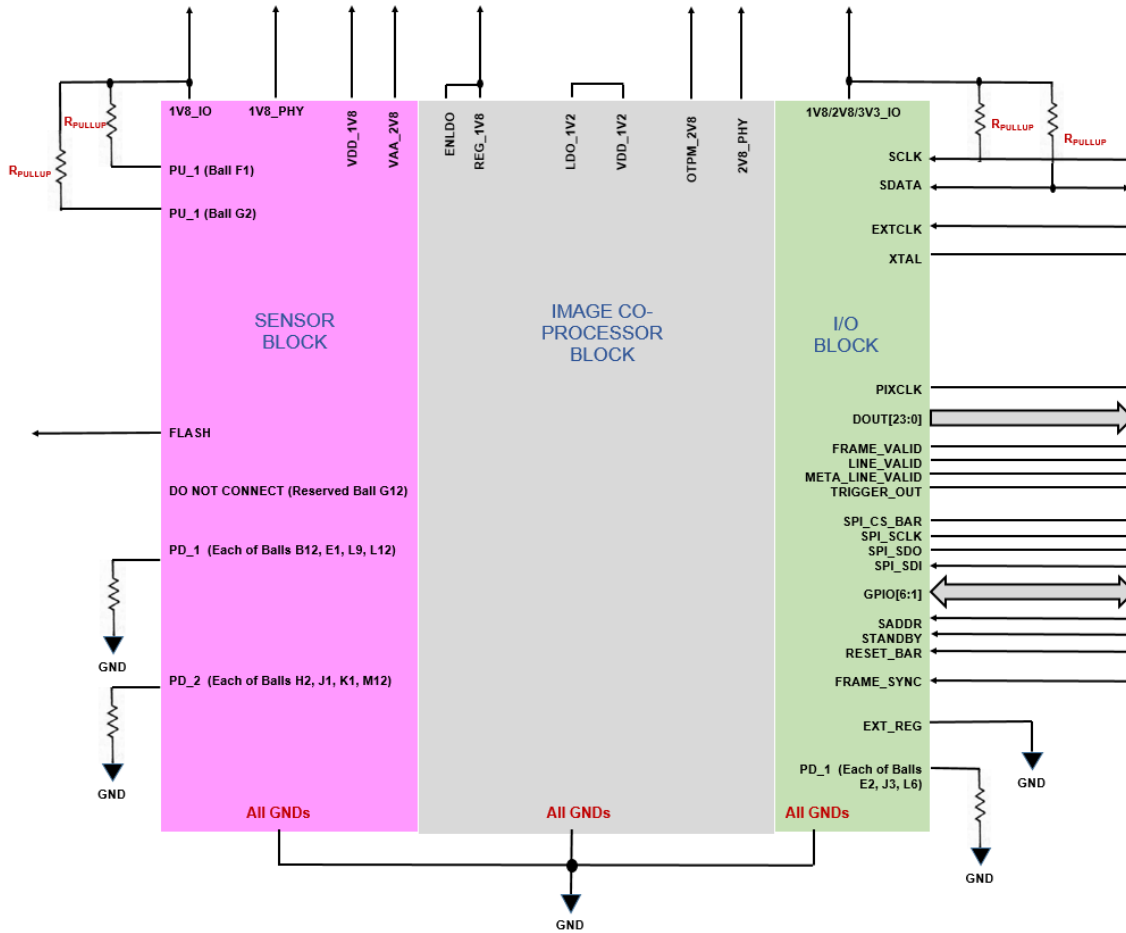 1V8_IO
1V8_PHY
VDD_1V8
VAA_2V8
ENLDO
REG_1V8
LDO_1V2
VDD_1V2
OTPM_2V8
2V8_PHY
1V8/2V8/3V3_IO
RPULLUP
RPULLUP
RPULLUP
RPULLUP
PU_1 (Ball F1)
PU_1 (Ball G2)
SENSOR
BLOCK
FLASH
DO NOT CONNECT (Reserved Ball G12)
PD_1 (Each of Balls B12, E1, L9, L12)
GND
PD_2 (Each of Balls H2, J1, K1, M12)
GND
All GNDs
IMAGE CO-
PROCESSOR
BLOCK
All GNDs
GND
SCLK
SDATA
EXTCLK
XTAL
I/O
BLOCK
PIXCLK
DOUT[23:0]
FRAME_VALID
LINE_VALID
META_LINE_VALID
TRIGGER_OUT
SPI_CS_BAR
SPI_SCLK
SPI_SDO
SPI_SDI
GPIO[6:1]
SADDR
STANDBY
RESET_BAR
FRAME_SYNC
EXT_REG
GND
PD_1 (Each of Balls
E2, J3, L6)
GND
All GNDs